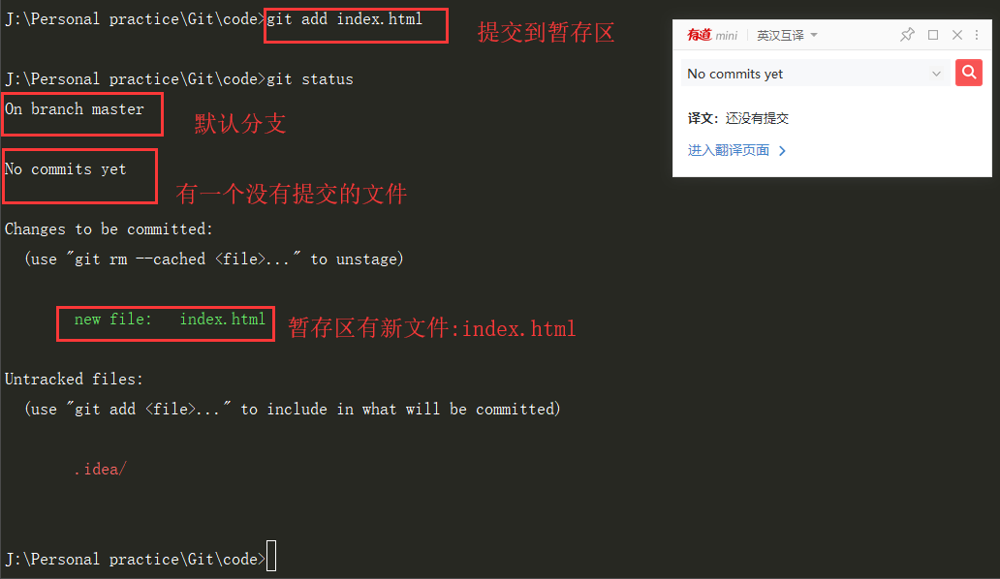 J:\Personal practice\Git\code>git add index.html
提交到暂存区
J:\Personal practice\Git\code>git status
On branch master
默认分支
No commits yet
有一个没有提交的文件
Changes to be committed:
(use "git rm --cached <file>..." to unstage)
new file:   index.html
暂存区有新文件:index.html
Untracked files:
(use "git add <file>..." to include in what will be committed)
.idea/
J:\Personal practice\Git\code>
有道 mini 英汉互译
No commits yet
译文: 还没有提交
进入翻译页面